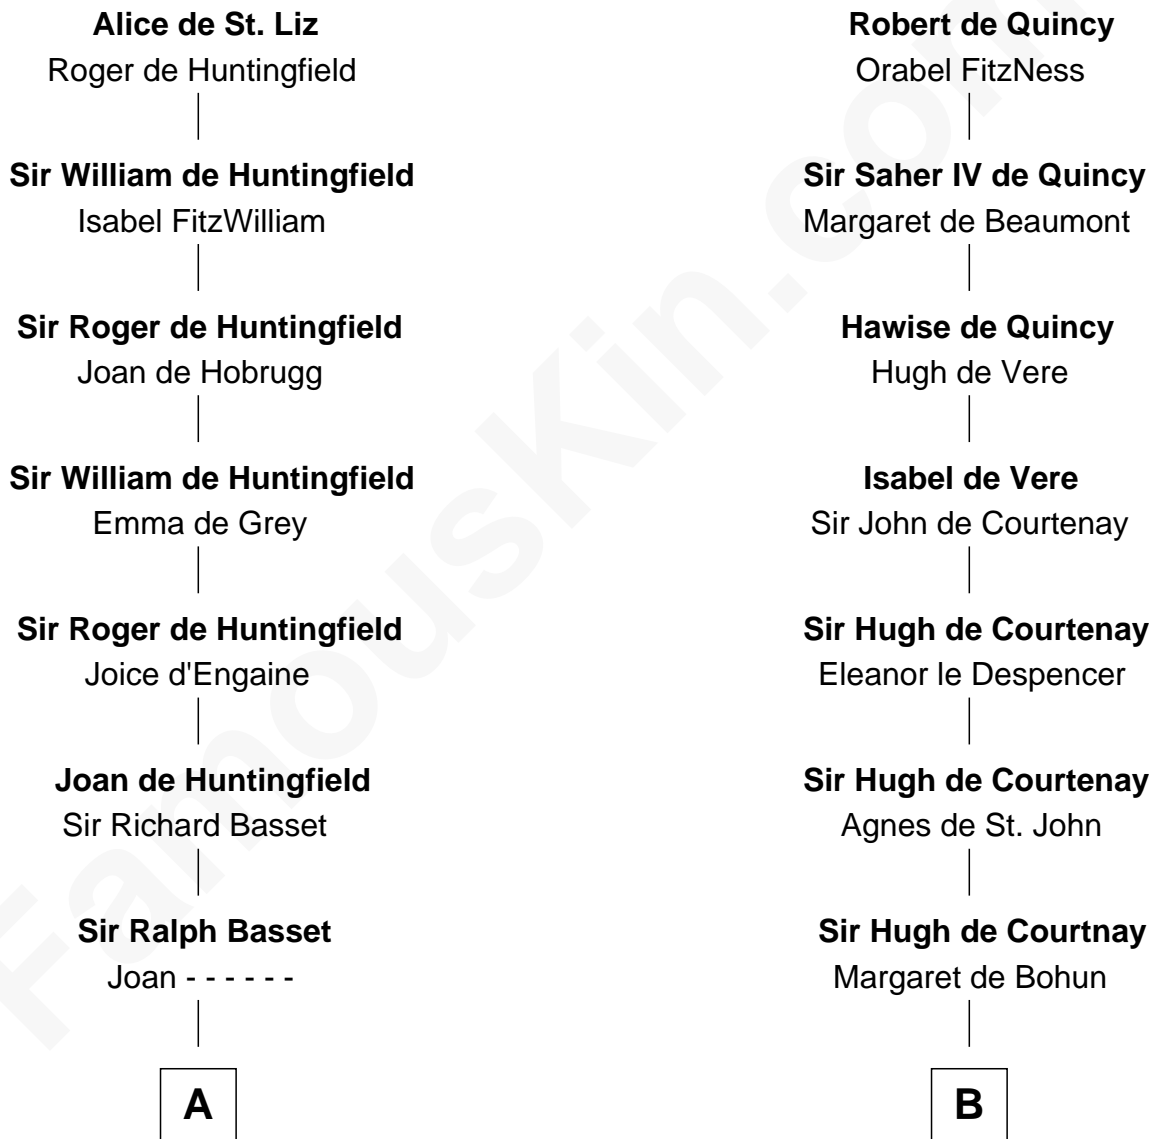 Alice de St. Liz
Roger de Huntingfield
Sir William de Huntingfield
Isabel FitzWilliam
Sir Roger de Huntingfield
Joan de Hobrugg
Sir William de Huntingfield
Emma de Grey
Sir Roger de Huntingfield
Joice d'Engaine
Joan de Huntingfield
Sir Richard Basset
Sir Ralph Basset
Joan - - - - - -
A
Robert de Quincy
Orabel FitzNess
Sir Saher IV de Quincy
Margaret de Beaumont
Hawise de Quincy
Hugh de Vere
Isabel de Vere
Sir John de Courtenay
Sir Hugh de Courtenay
Eleanor le Despencer
Sir Hugh de Courtenay
Agnes de St. John
Sir Hugh de Courtnay
Margaret de Bohun
B
FamousKin.com